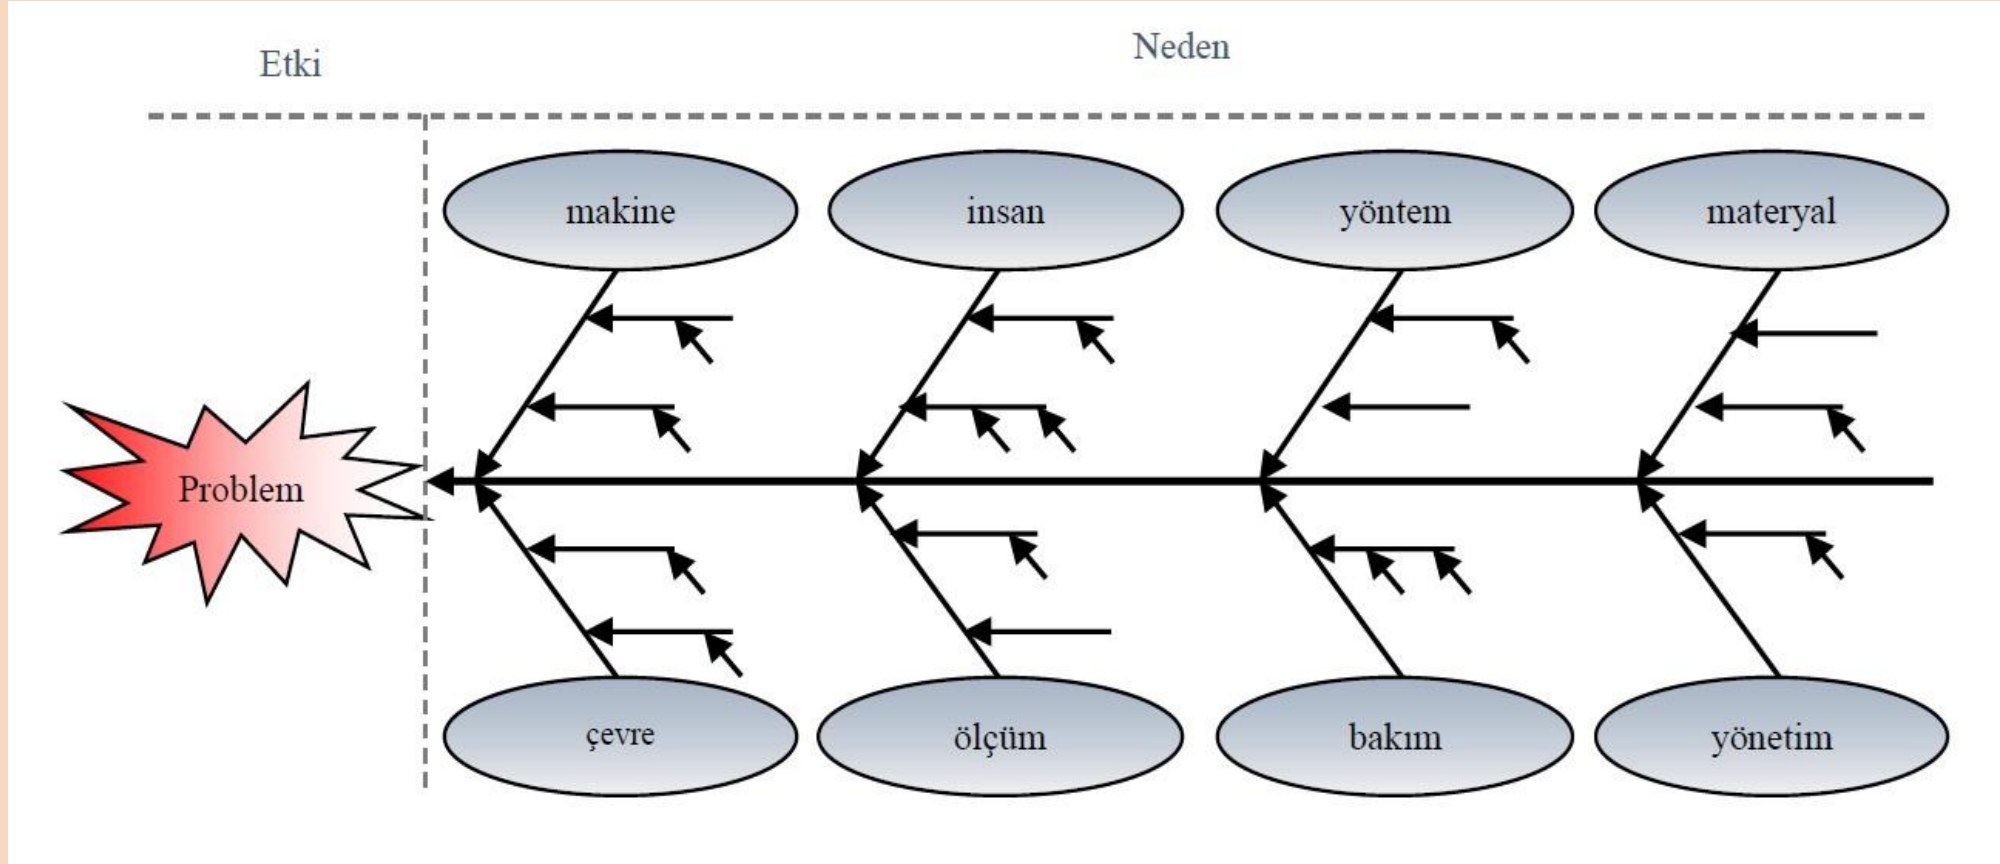 Etki
Neden
makine
insan
yöntem
materyal
Problem
çevre
ölçüm
bakım
yönetim